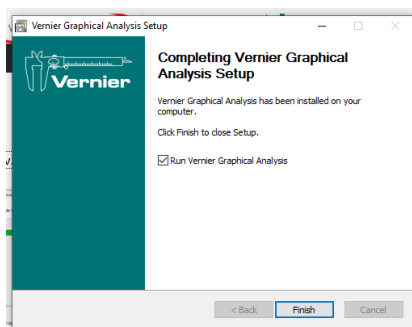 Vernier Graphical Analysis Setup
Vernier
Completing Vernier Graphical
Analysis Setup
Vernier Graphical Analysis has been installed on your
computer.
Click Finish to close Setup.
Run Vernier Graphical Analysis
< Back
Finish
Cancel